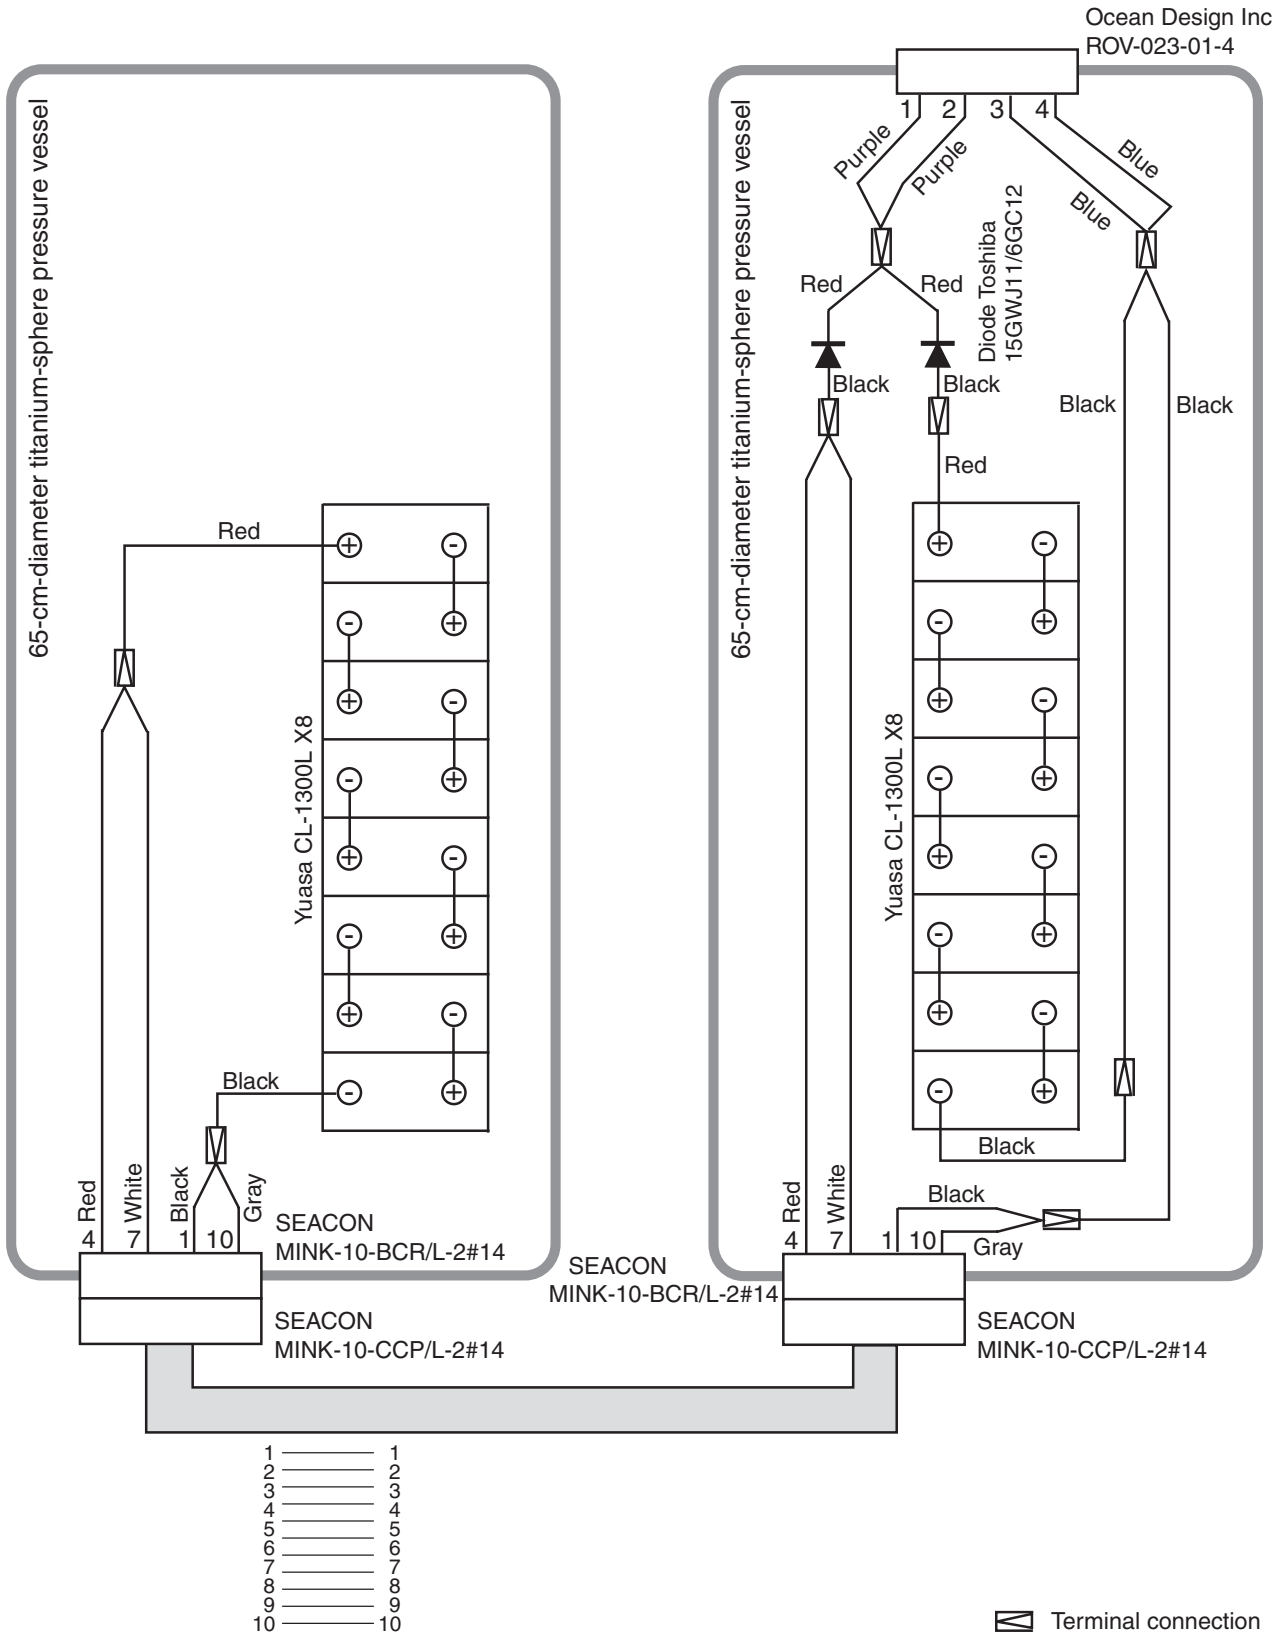 Ocean Design Inc
ROV-023-01-4
1 2 3 4
Purple
Purple
Blue
Blue
65-cm-diameter titanium-sphere pressure vessel
65-cm-diameter titanium-sphere pressure vessel
Diode Toshiba
15GWJ11/6GC12
Red
Red
Black
Black
Black
Black
Red
Red
+ -
- +
+ -
- +
+ -
- +
+ -
- +
Yuasa CL-1300L X8
+ -
- +
+ -
- +
+ -
- +
+ -
- +
Yuasa CL-1300L X8
Black
Black
Red
White
Black
Gray
4 7 1 10
SEACON
MINK-10-BCR/L-2#14
SEACON
MINK-10-CCP/L-2#14
Red
White
Black
Gray
4 7 1 10
SEACON
MINK-10-BCR/L-2#14
SEACON
MINK-10-CCP/L-2#14
1 1
2 2
3 3
4 4
5 5
6 6
7 7
8 8
9 9
10 10
Terminal connection